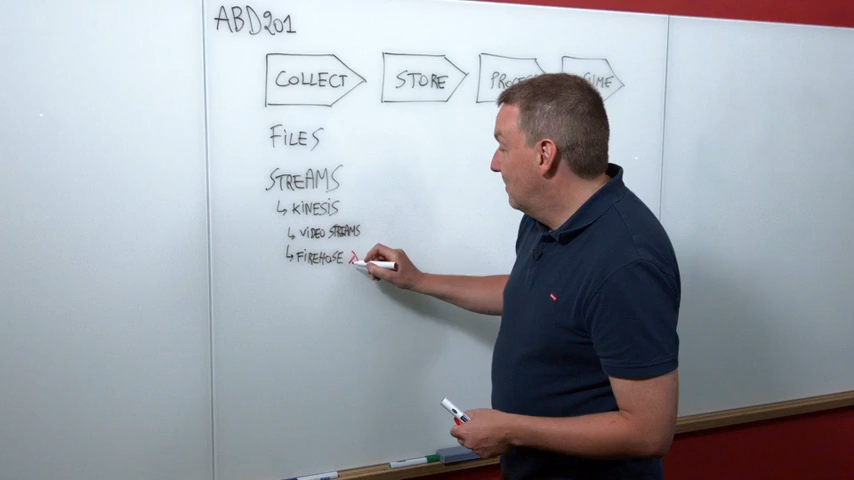 ABD201
COLLECT STORE
FILES
STREAMS
↳ KINESIS
↳ VIDEO STREAMS
↳ FIREHOSE λ